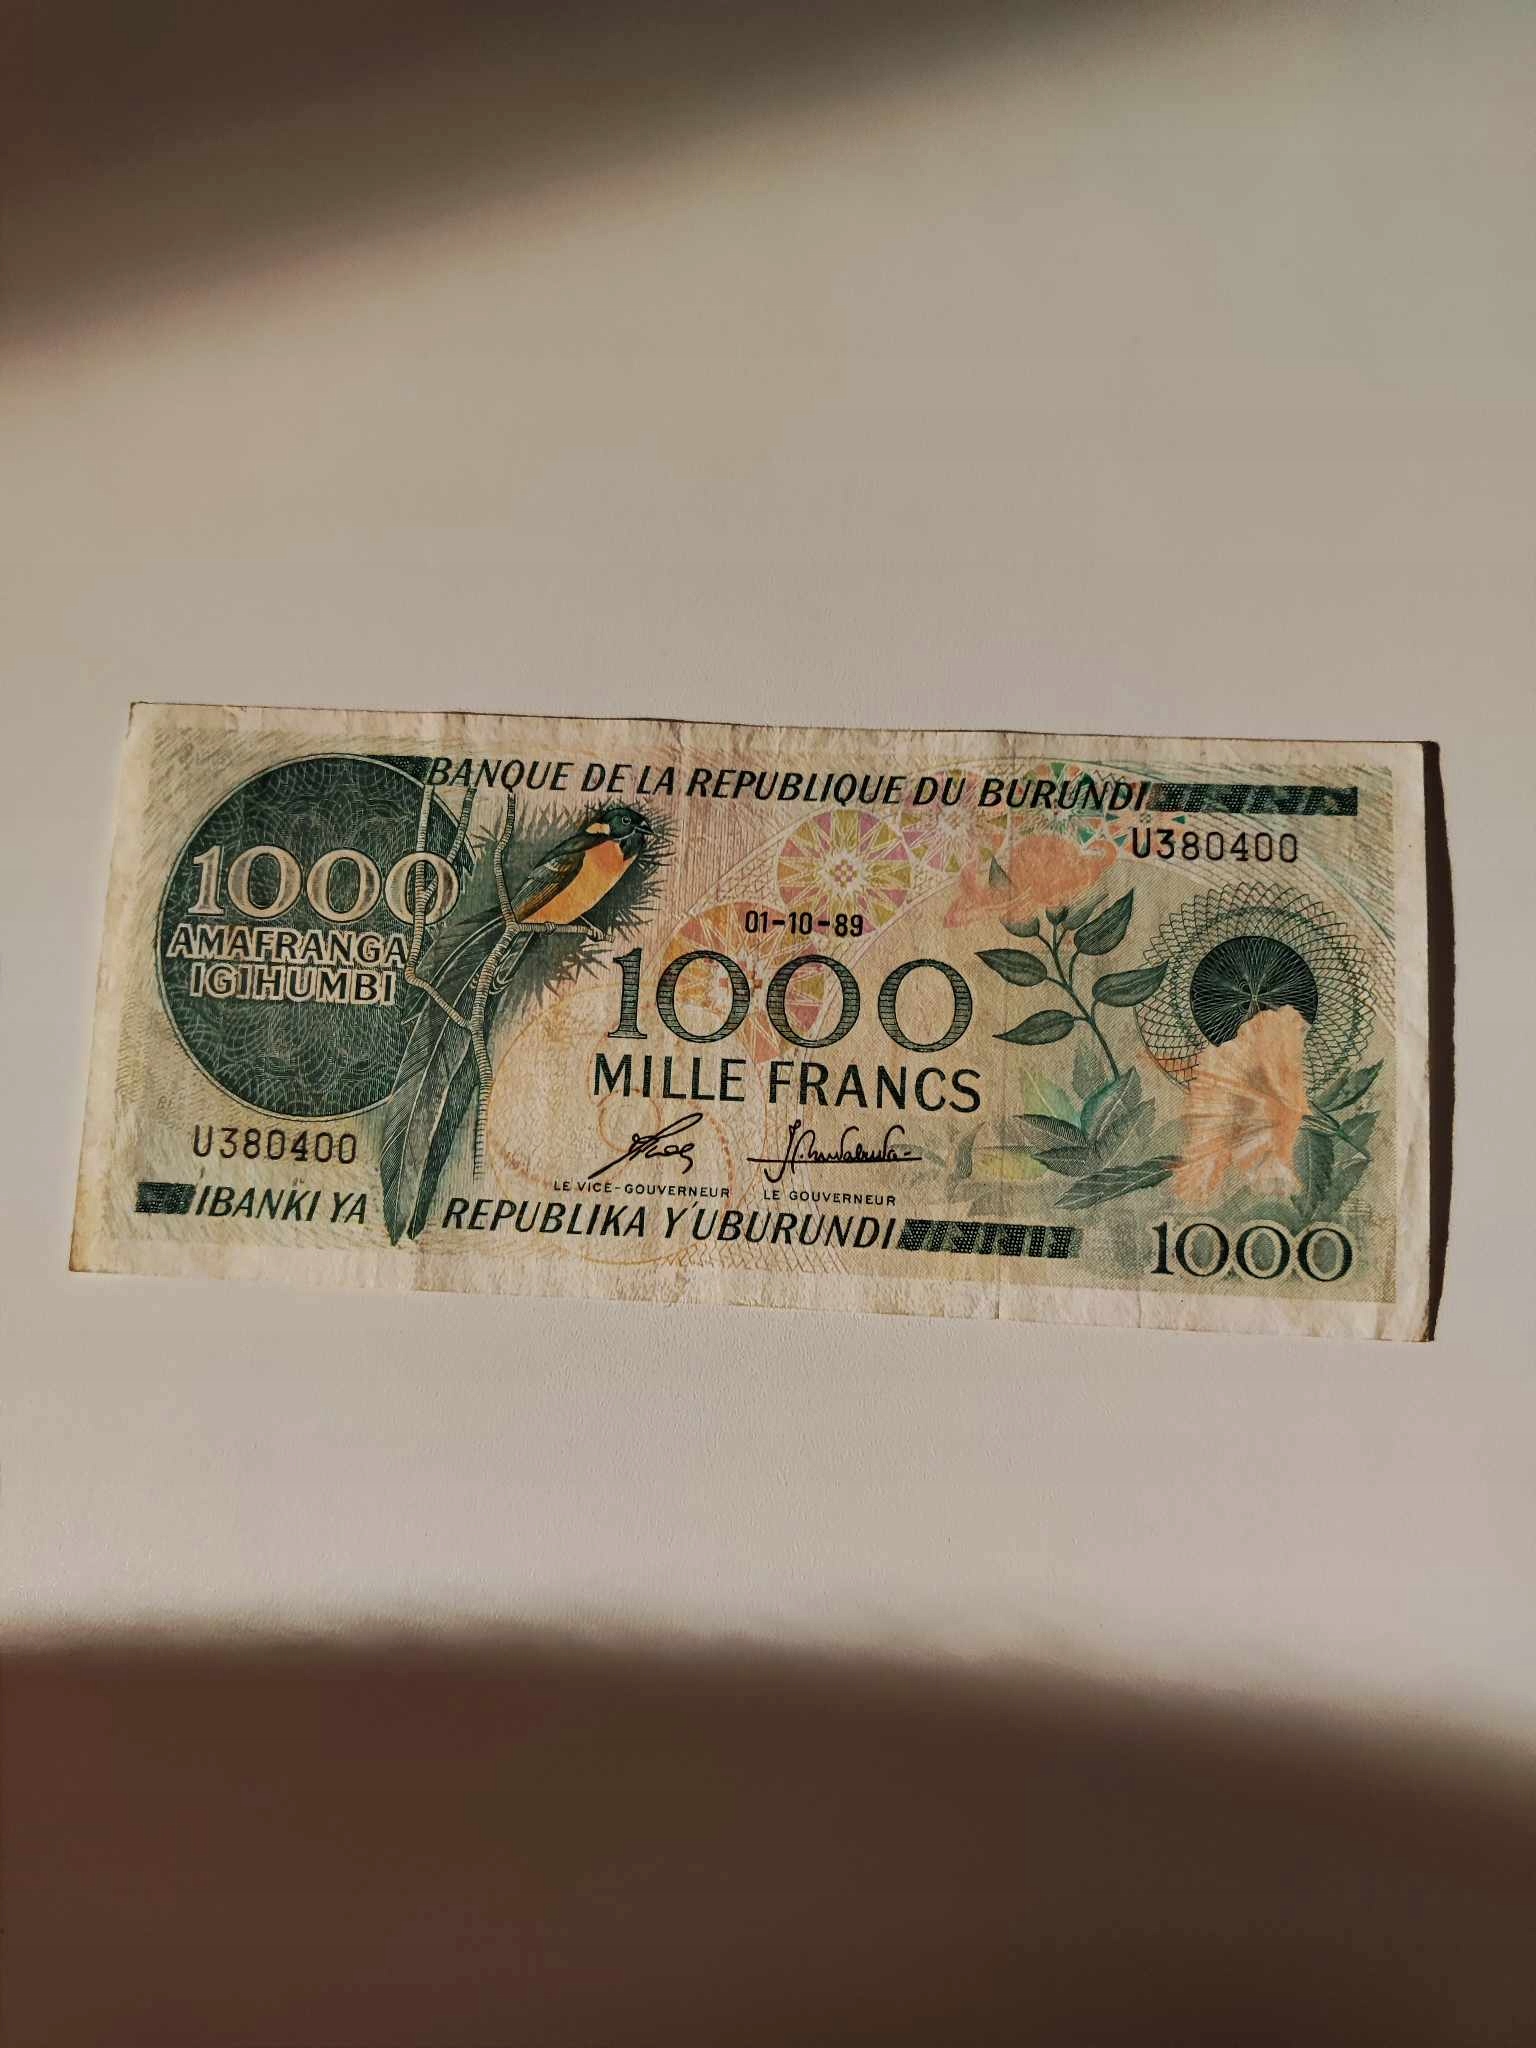 BANQUE DE LA REPUBLIQUE DU BURUNDI
U380400
1000
AMAFRANGA
IGIHUMBI
01-10-89
1000
MILLE FRANCS
U380400
LE VICE-GOUVERNEUR
LE GOUVERNEUR
IBANKI YA REPUBLIKA Y'UBURUNDI
1000